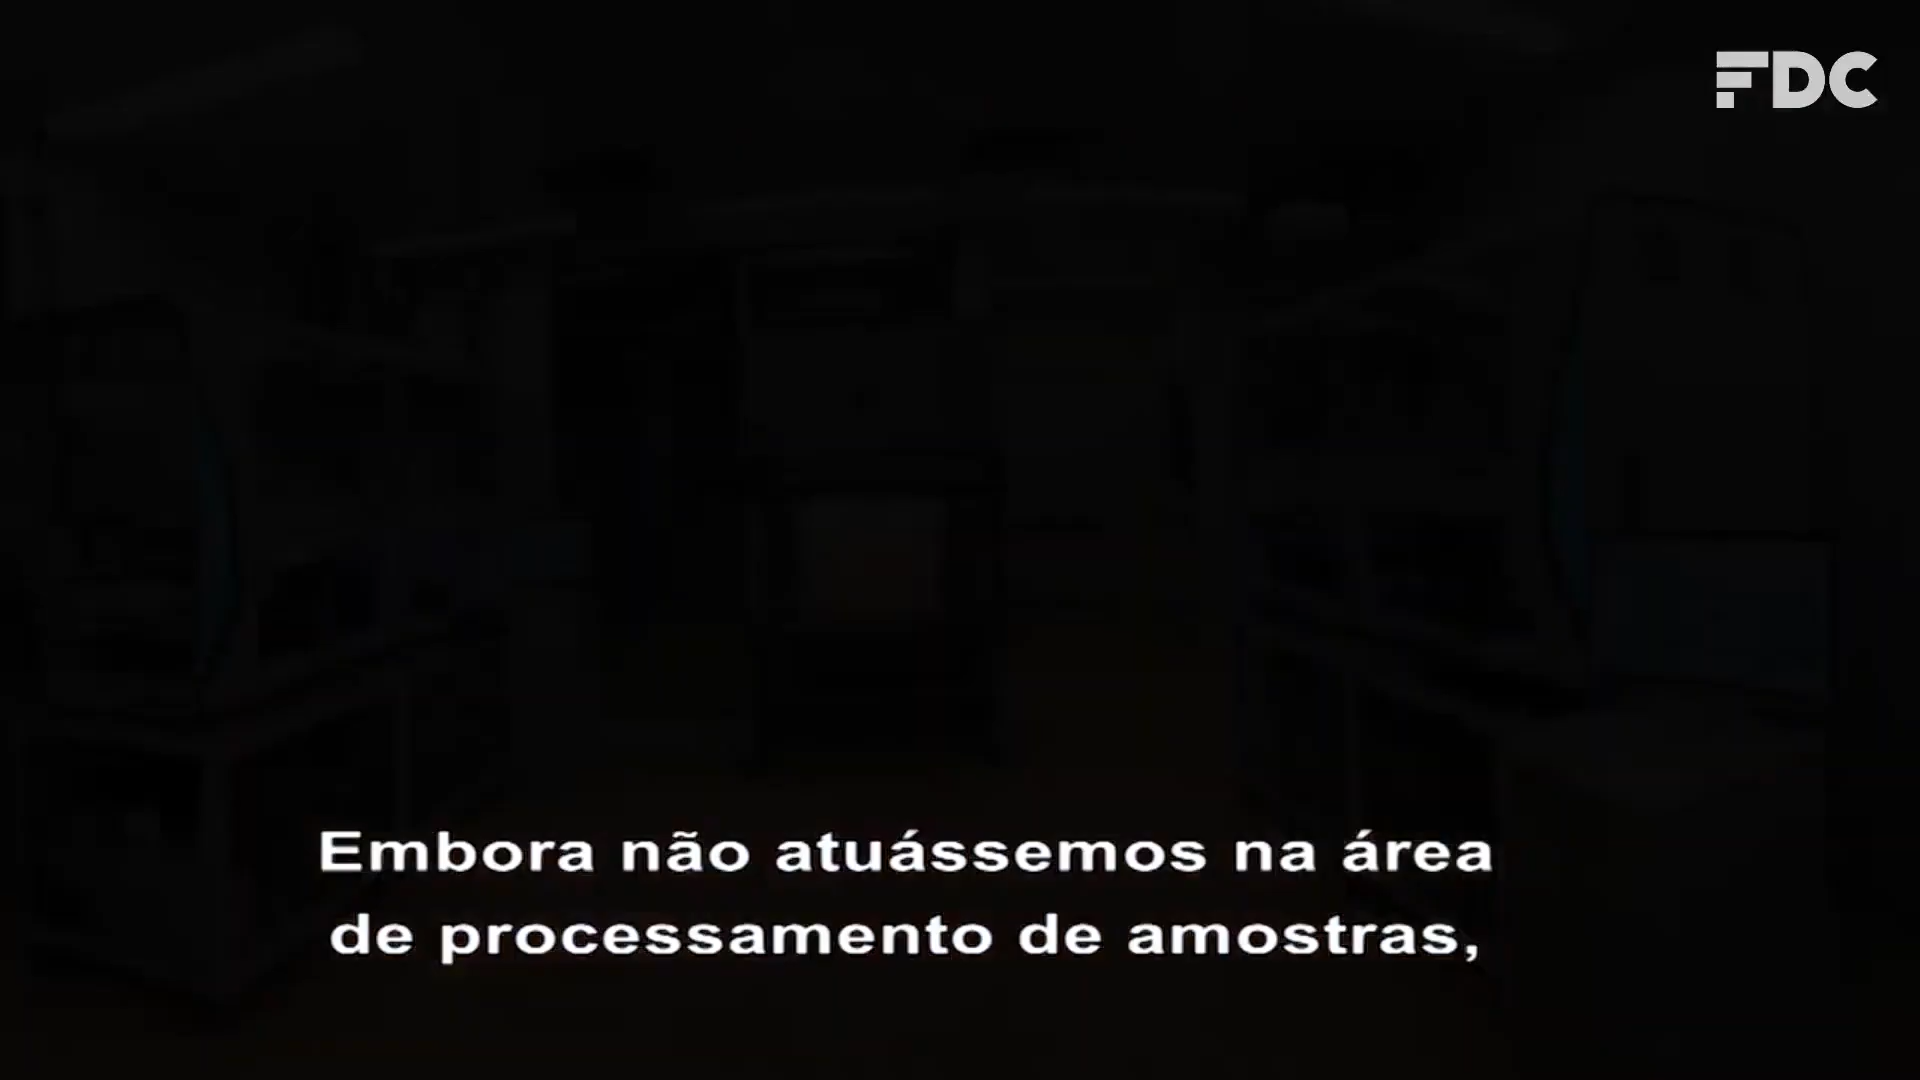 FDC
Embora não atuássemos na área
de processamento de amostras,